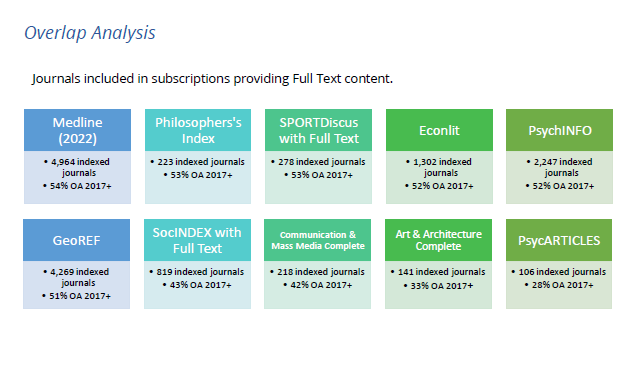 Overlap Analysis
Journals included in subscriptions providing Full Text content.
Medline
(2022)
• 4,964 indexed
journals
• 54% OA 2017+
Philosophers's
Index
• 223 indexed journals
• 53% OA 2017+
SPORTDiscus
with Full Text
• 278 indexed journals
• 53% OA 2017+
Econlit
• 1,302 indexed
journals
• 52% OA 2017+
PsychINFO
• 2,247 indexed
journals
• 52% OA 2017+
GeoREF
• 4,269 indexed
journals
• 51% OA 2017+
SocINDEX with
Full Text
• 819 indexed journals
• 43% OA 2017+
Communication &
Mass Media Complete
• 218 indexed journals
• 42% OA 2017+
Art & Architecture
Complete
• 141 indexed journals
• 33% OA 2017+
PsycARTICLES
• 106 indexed journals
• 28% OA 2017+